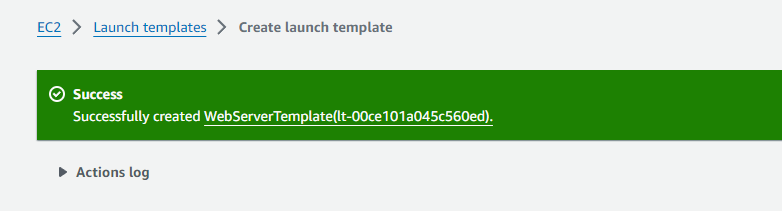 EC2 > Launch templates > Create launch template
Success
Successfully created WebServerTemplate(lt-00ce101a045c560ed).
Actions log